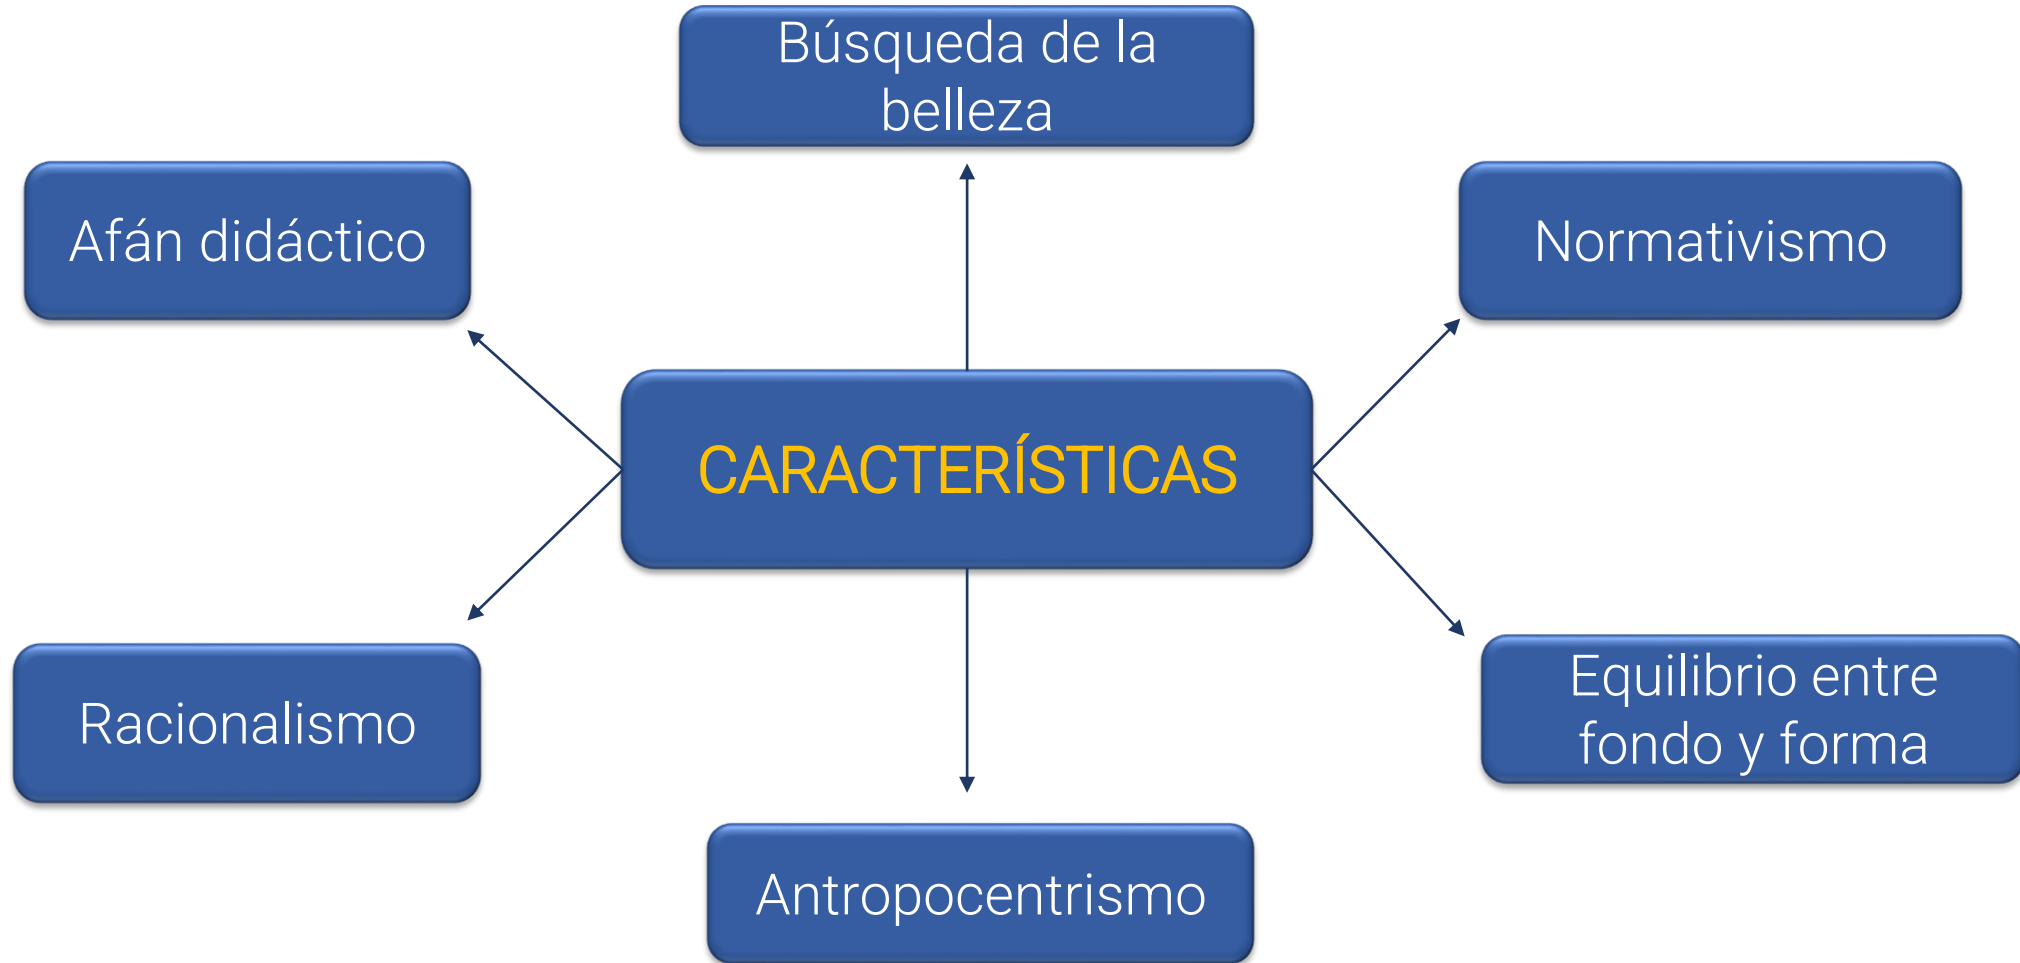 Búsqueda de la
belleza
Afán didáctico
Normativismo
CARACTERÍSTICAS
Racionalismo
Equilibrio entre
fondo y forma
Antropocentrismo